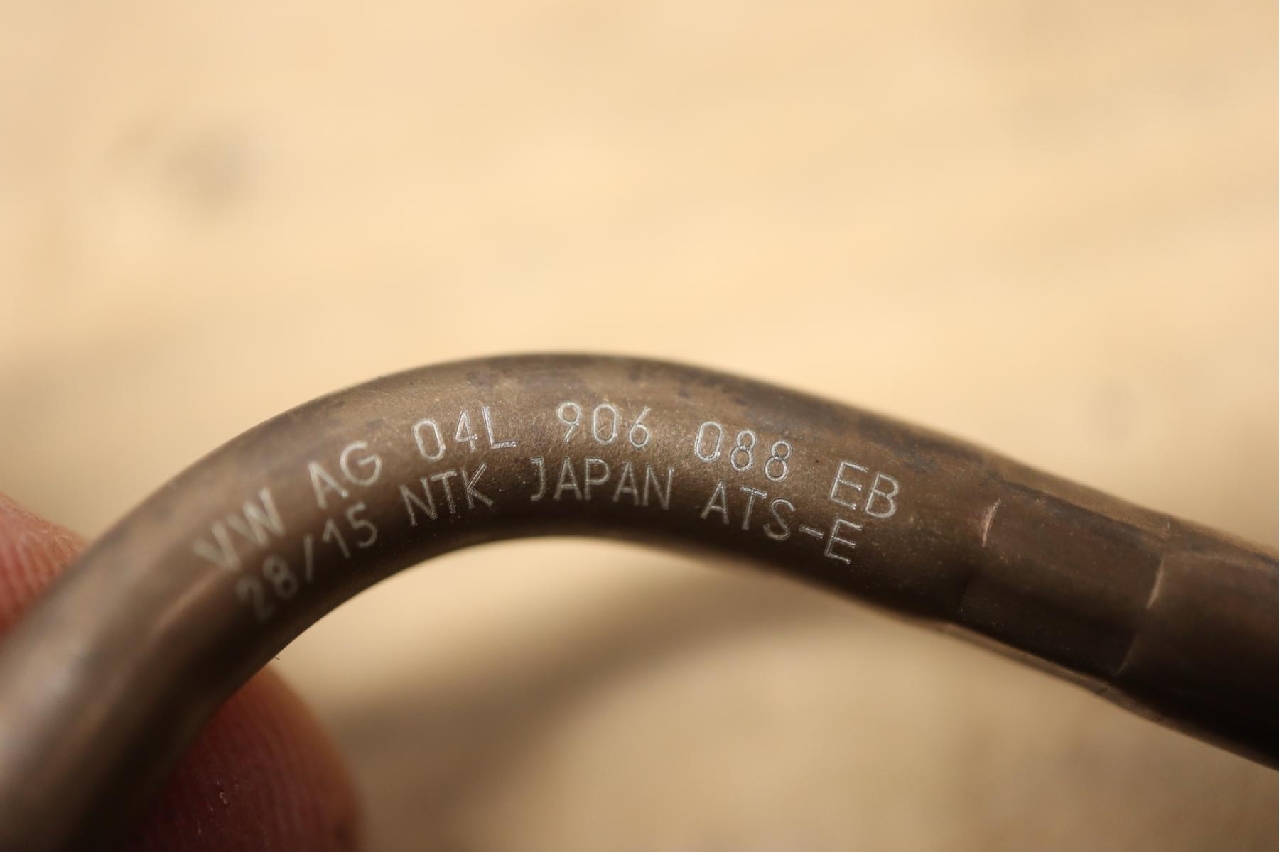 VW AG 04L 906 088 EB
28/15 NTK JAPAN ATS-E